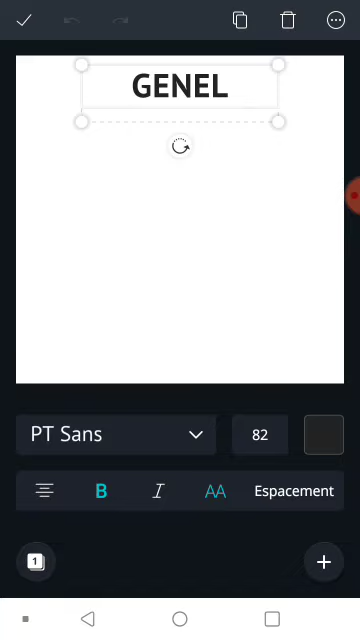 GENEL
PT Sans
82
B
I
AA
Espacement
1
+